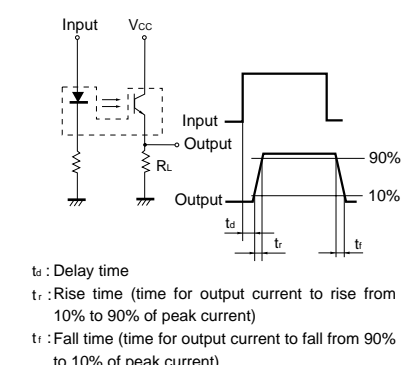 Input Vcc
Input
Output
RL
90%
Output
10%
td
tr
tf
td : Delay time
tr : Rise time (time for output current to rise from
10% to 90% of peak current)
tf : Fall time (time for output current to fall from 90%
to 10% of peak current)